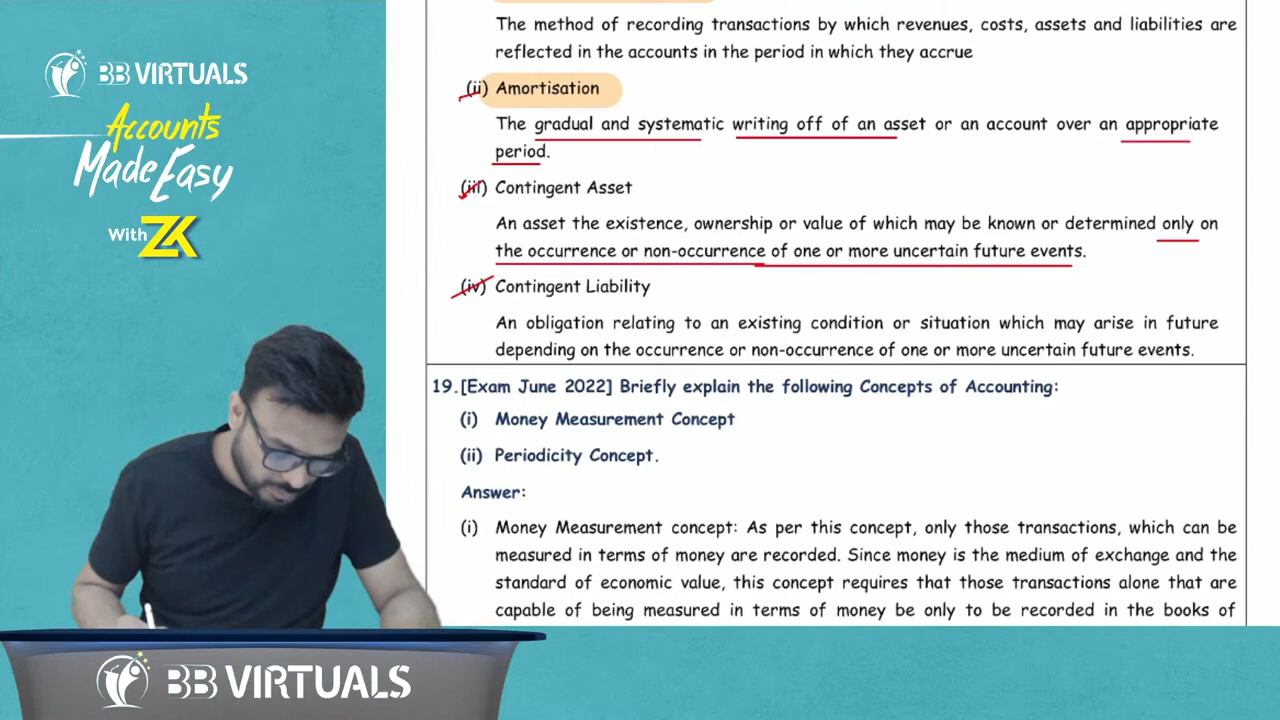 BB VIRTUALS
Accounts
Made Easy
With ZK
The method of recording transactions by which revenues, costs, assets and liabilities are
reflected in the accounts in the period in which they accrue
(ii) Amortisation
The gradual and systematic writing off of an asset or an account over an appropriate
period.
(iii) Contingent Asset
An asset the existence, ownership or value of which may be known or determined only on
the occurrence or non-occurrence of one or more uncertain future events.
(iv) Contingent Liability
An obligation relating to an existing condition or situation which may arise in future
depending on the occurrence or non-occurrence of one or more uncertain future events.
19. [Exam June 2022] Briefly explain the following Concepts of Accounting:
(i) Money Measurement Concept
(ii) Periodicity Concept.
Answer:
(i) Money Measurement concept: As per this concept, only those transactions, which can be
measured in terms of money are recorded. Since money is the medium of exchange and the
standard of economic value, this concept requires that those transactions alone that are
capable of being measured in terms of money be only to be recorded in the books of
BB VIRTUALS